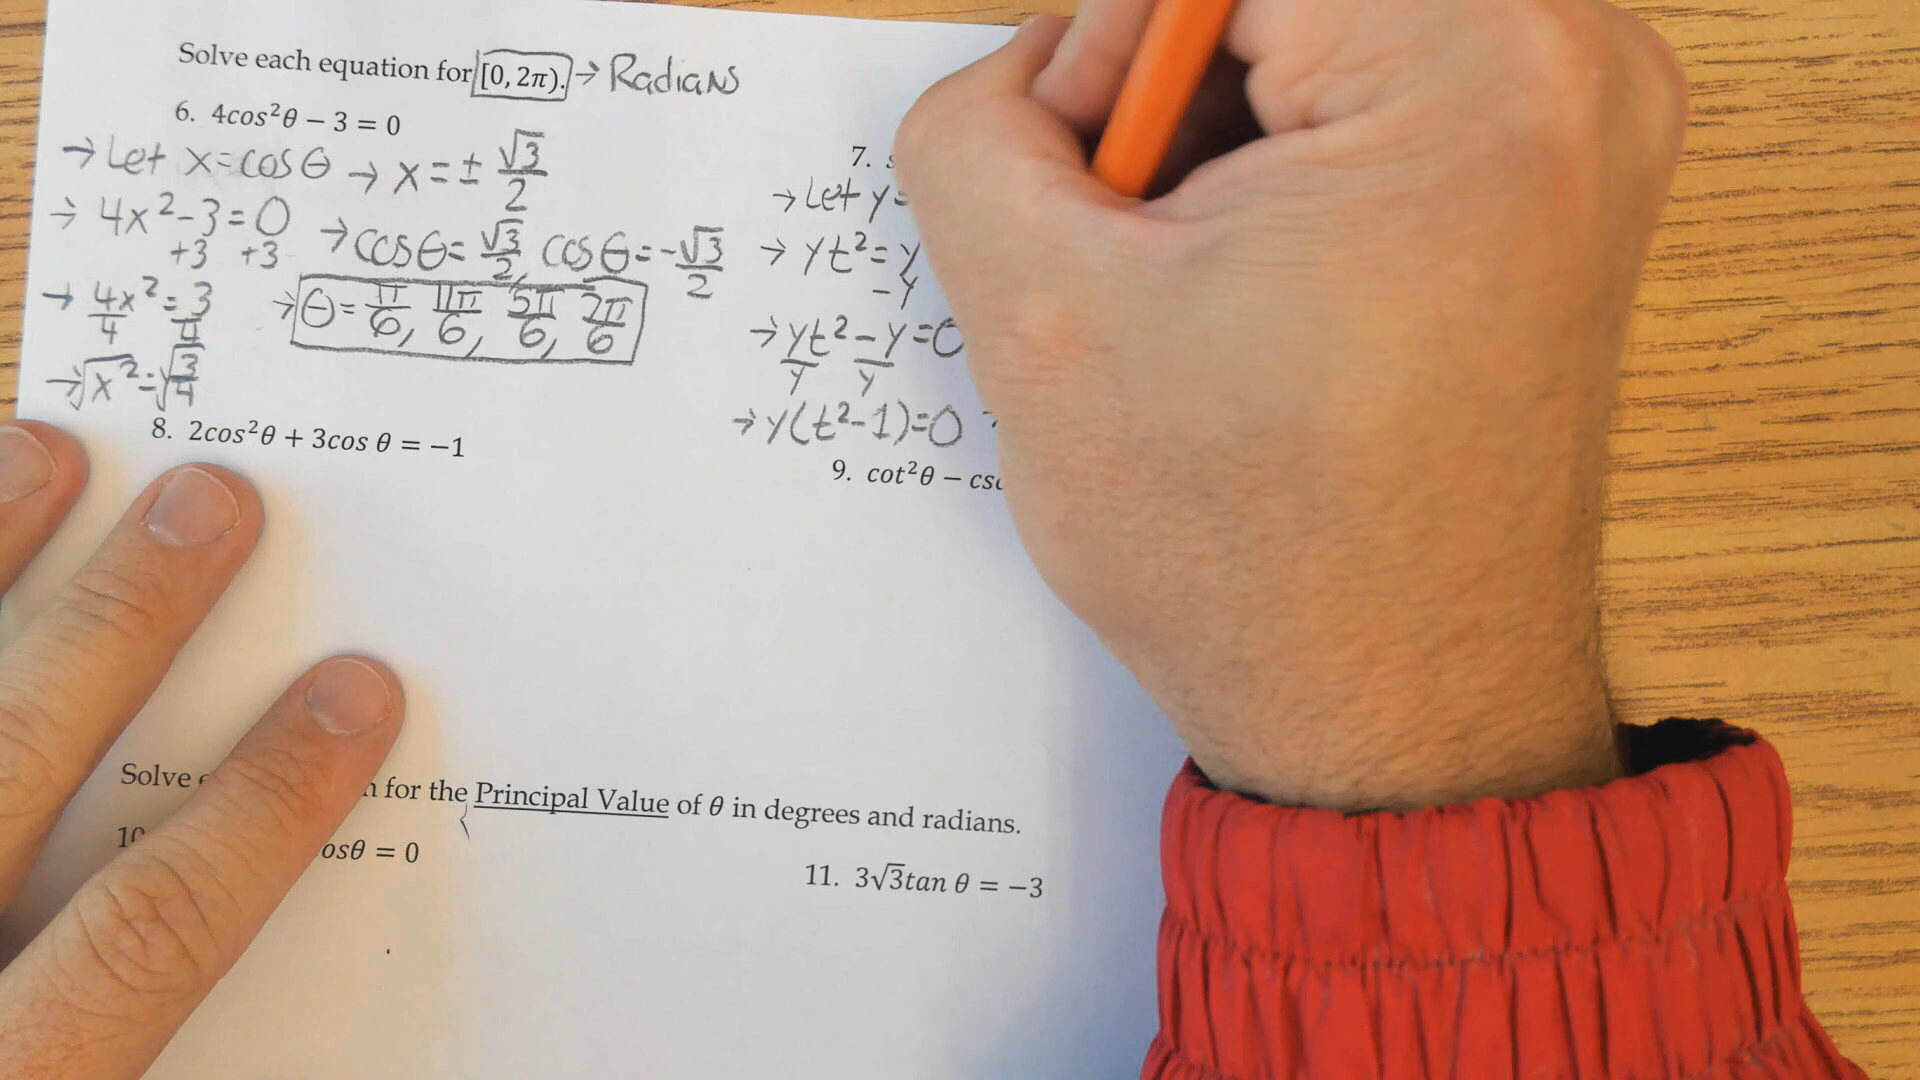 Solve each equation for [0, 2π). → Radians
6. 4cos²θ − 3 = 0
→ Let x = cos θ → x = ± √3/2
→ 4x² - 3 = 0
+3 +3
→ cos θ = √3/2, cos θ = -√3/2
→ 4x²/4 = 3/4
→ θ = π/6, 11π/6, 5π/6, 7π/6
→ √x² = √3/4
7.
→ Let y =
→ yt² = y
- y
→ yt²/y - y/y = 0
→ y(t² - 1) = 0
8. 2cos²θ + 3cos θ = −1
9. cot²θ −
Solve for the Principal Value of θ in degrees and radians.
10 osθ = 0
11. 3√3tan θ = −3